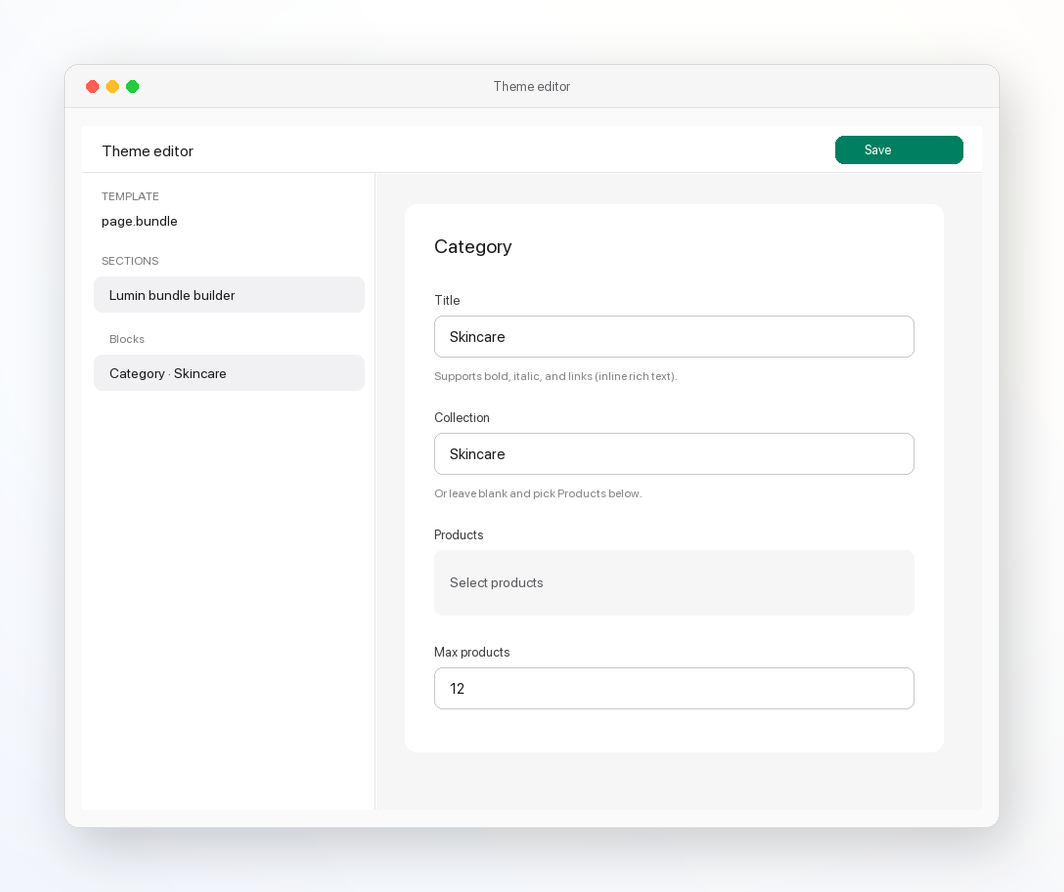 Theme editor
Theme editor
Save
TEMPLATE
page.bundle
SECTIONS
Lumin bundle builder
Blocks
Category · Skincare
Category
Title
Skincare
Supports bold, italic, and links (inline rich text).
Collection
Skincare
Or leave blank and pick Products below.
Products
Select products
Max products
12